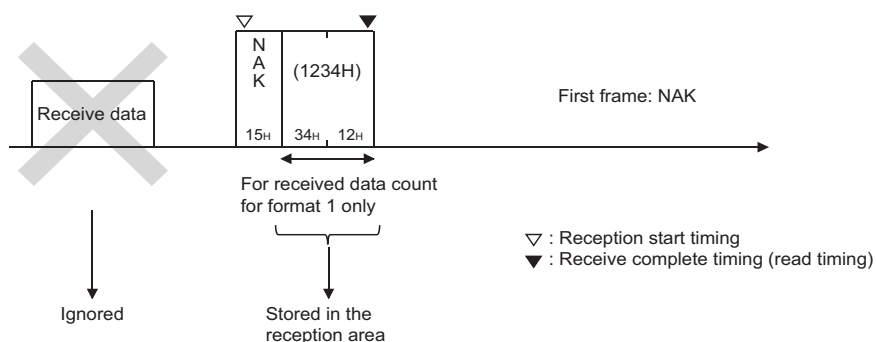 N
A
K
(1234H)
Receive data
First frame: NAK
15H 34H 12H
For received data count
for format 1 only
▽ : Reception start timing
▼ : Receive complete timing (read timing)
Ignored
Stored in the
reception area